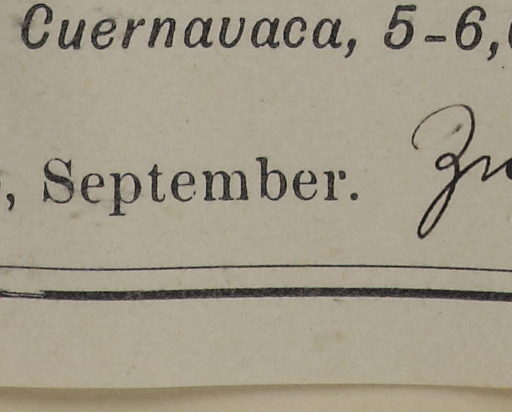 Cuernavaca, 5-6,
, September.